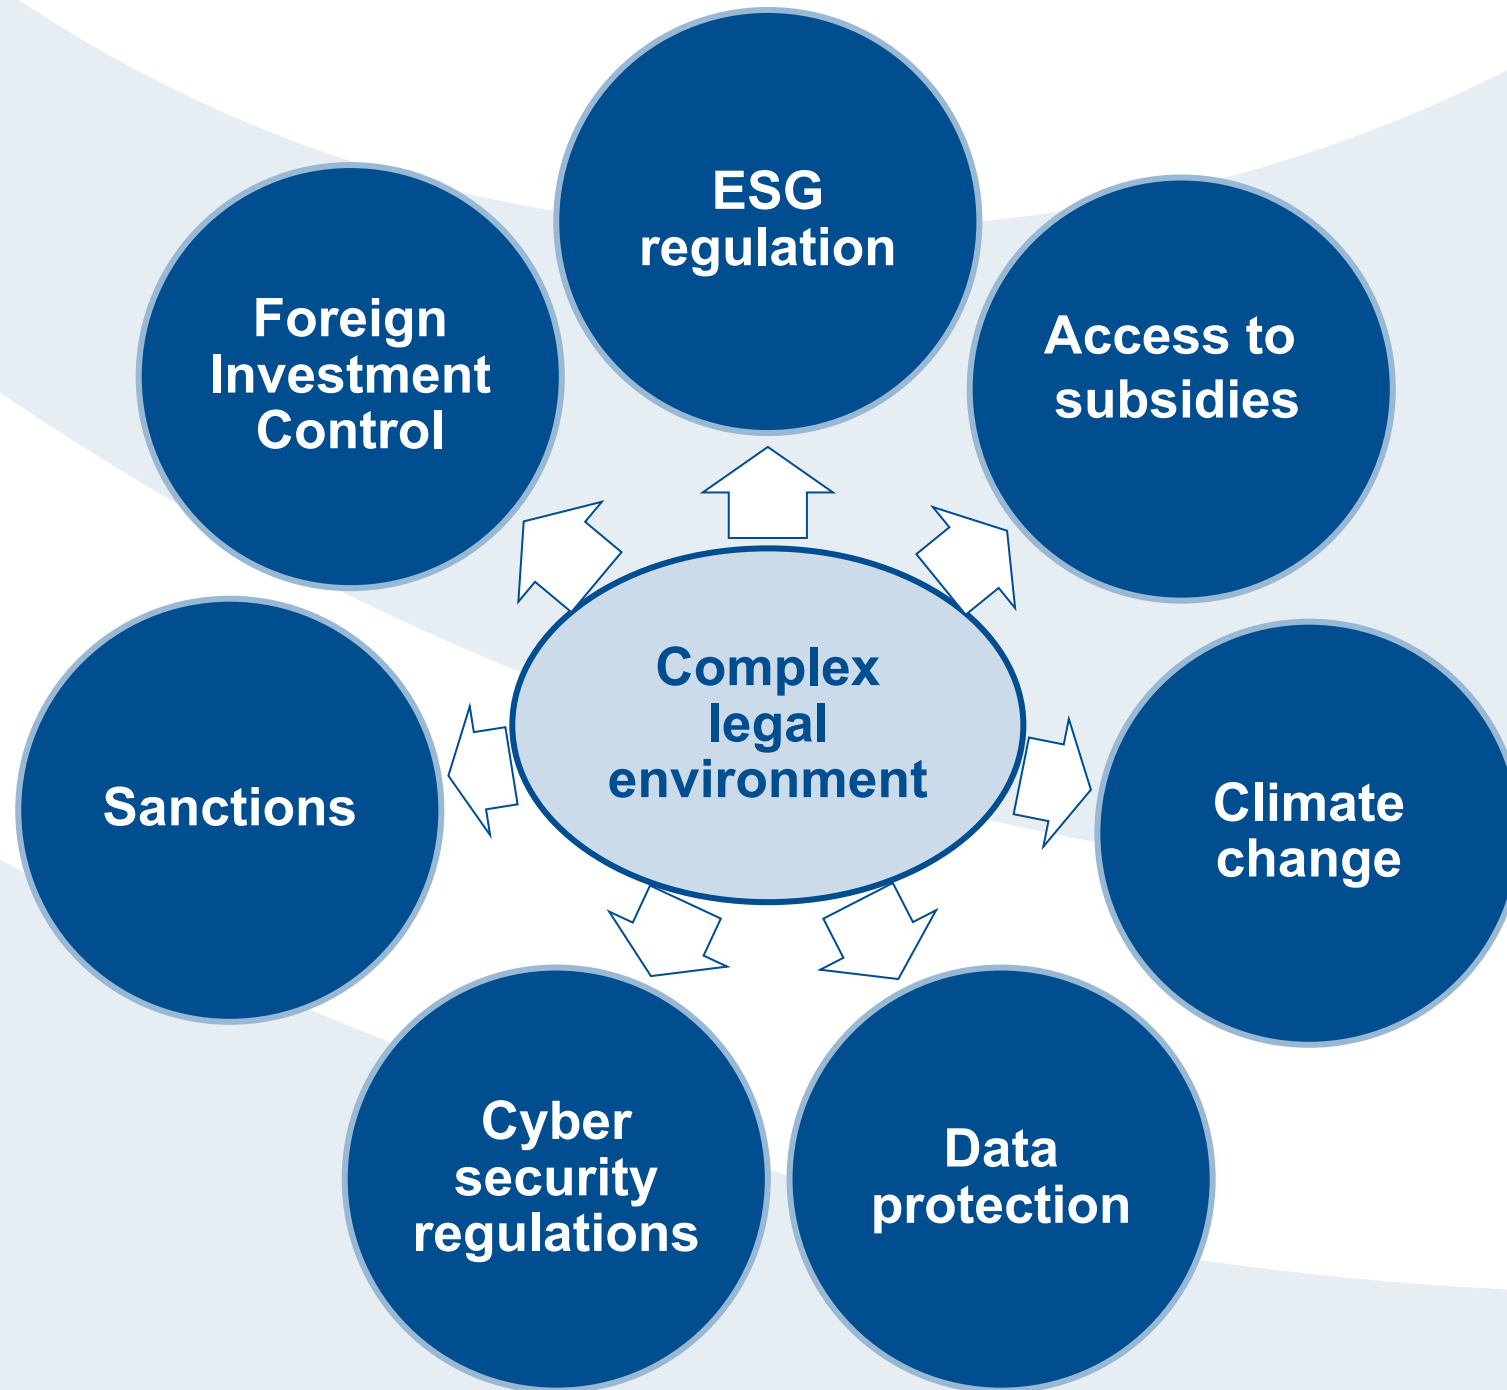 ESG
regulation
Foreign
Investment
Control
Access to
subsidies
Complex
legal
environment
Sanctions
Climate
change
Cyber
security
regulations
Data
protection